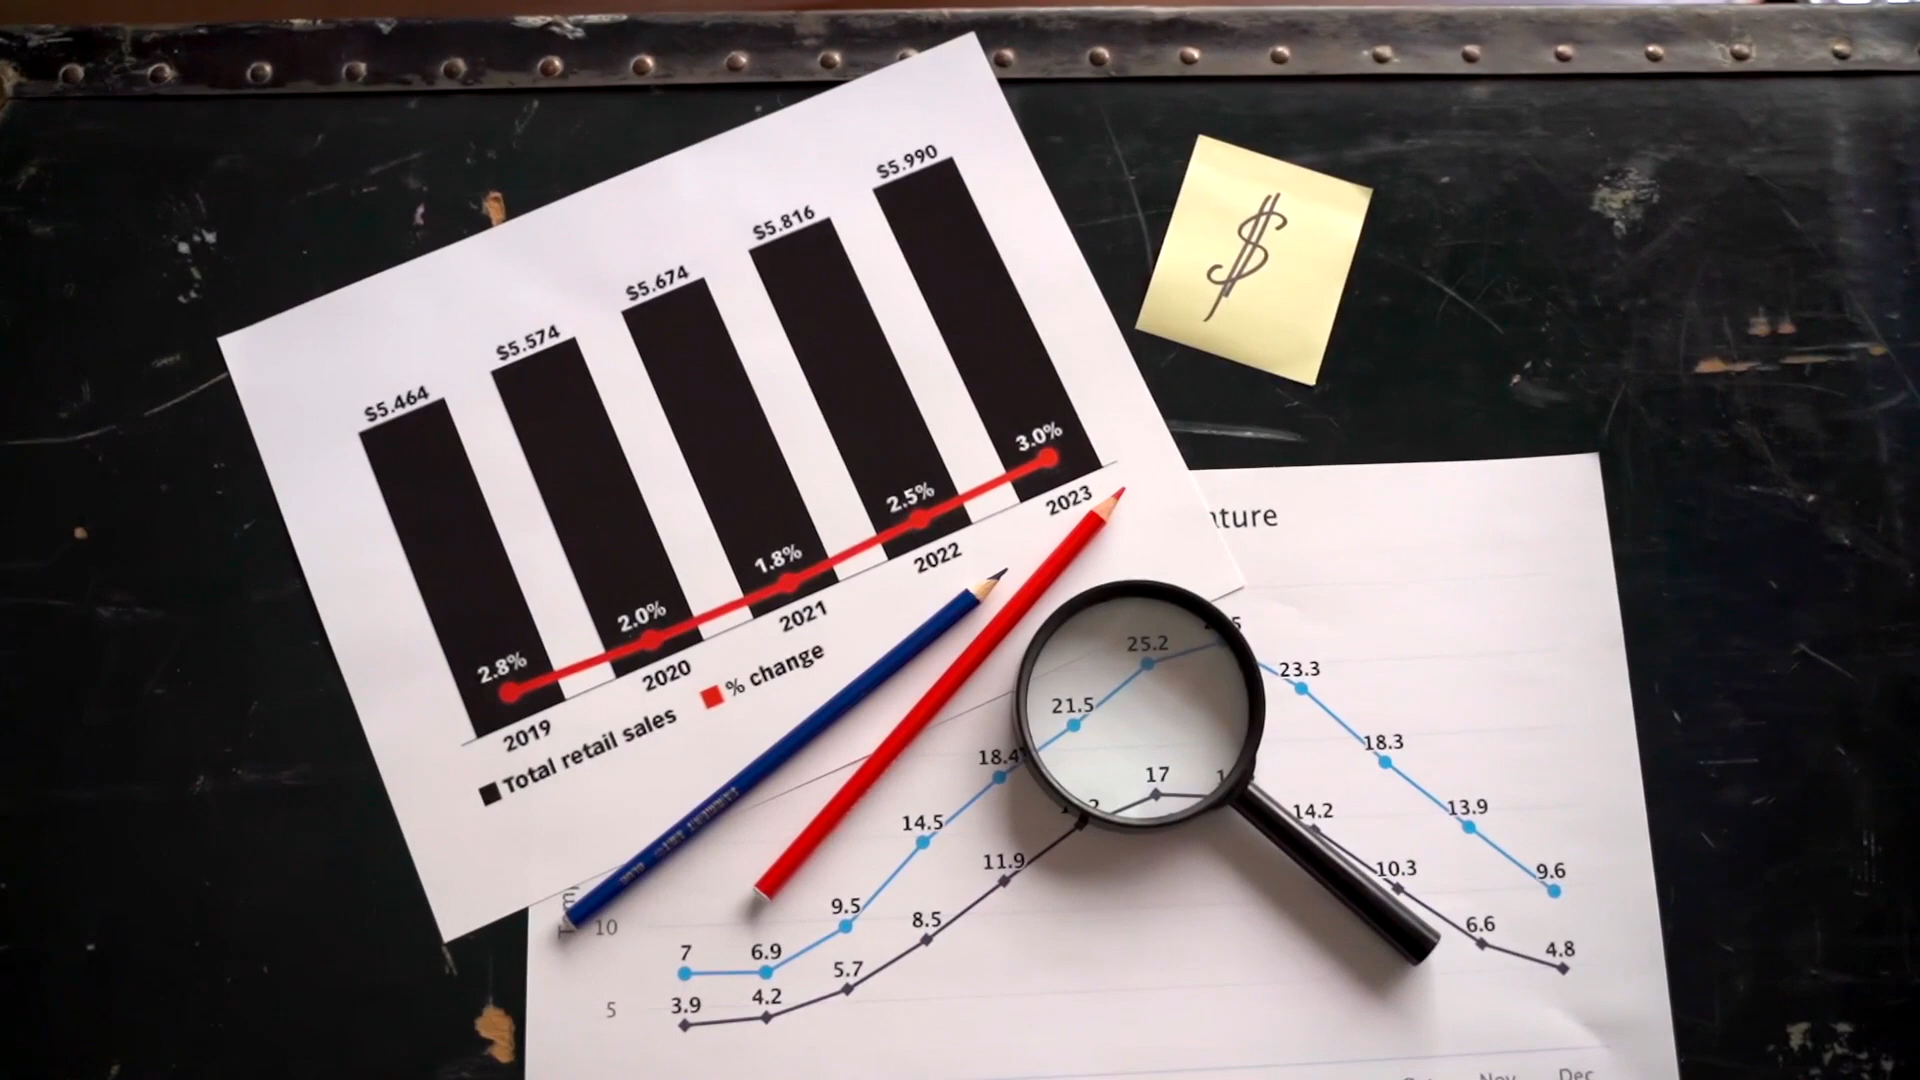 $5.464 $5.574 $5.674 $5.816 $5.990
2.8% 2.0% 1.8% 2.5% 3.0%
2019 2020 2021 2022 2023
Total retail sales % change
$
25.2 23.3
21.5 18.3
18.4 17
14.5 14.2 13.9
11.9 10.3
9.5 9.6
8.5 6.6
10
7 6.9 5.7 4.8
3.9 4.2
5
Nov Dec